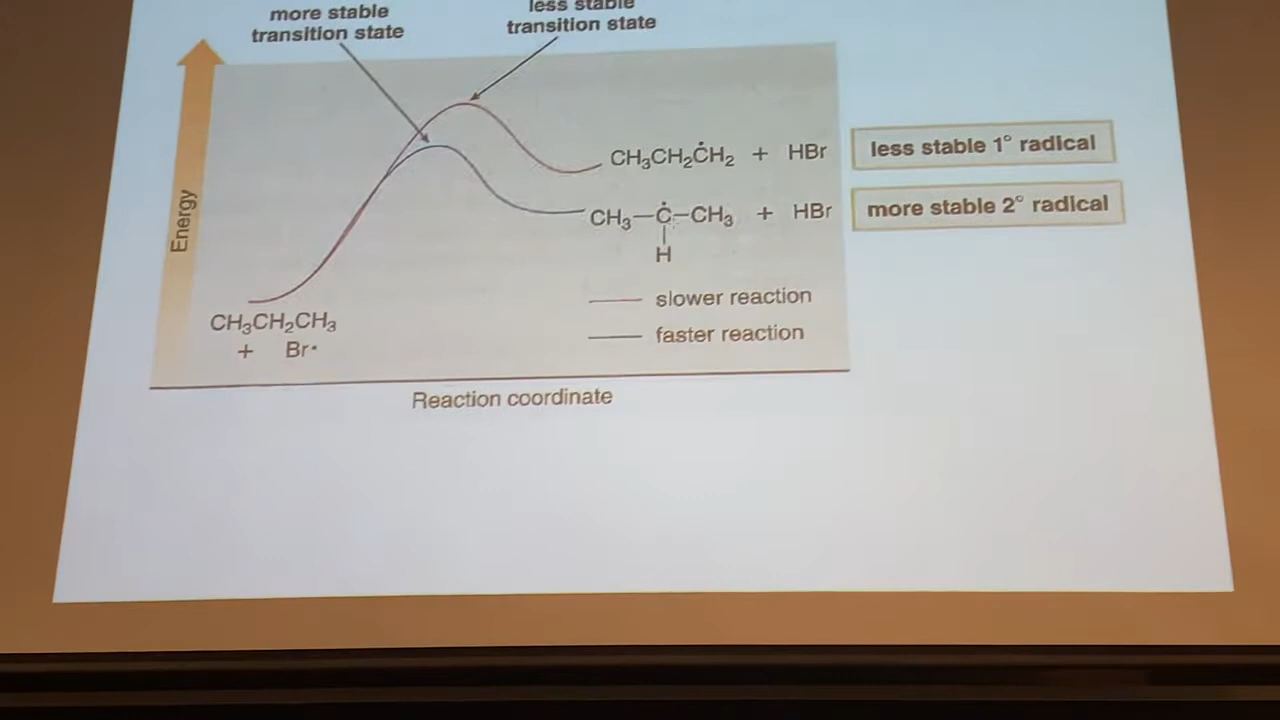 more stable
transition state
less stable
transition state
Energy
CH₃CH₂ĊH₂ + HBr
less stable 1° radical
CH₃—Ċ—CH₃ + HBr
|
H
more stable 2° radical
slower reaction
faster reaction
CH₃CH₂CH₃
+ Br·
Reaction coordinate